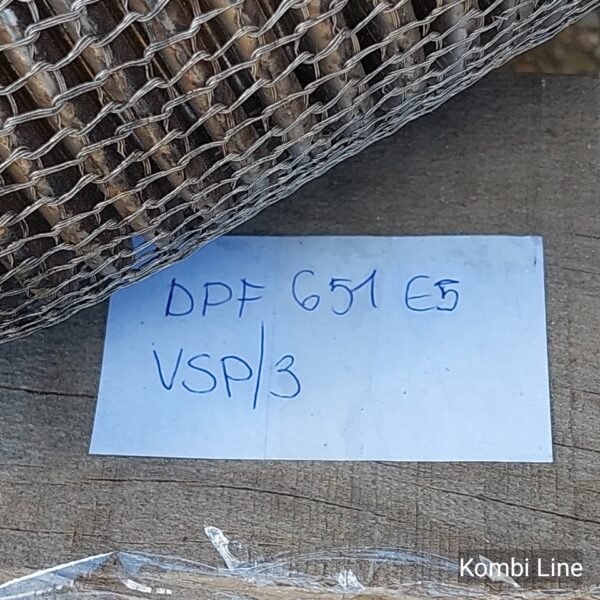 DPF 651 E5
VSP/3
Kombi Line